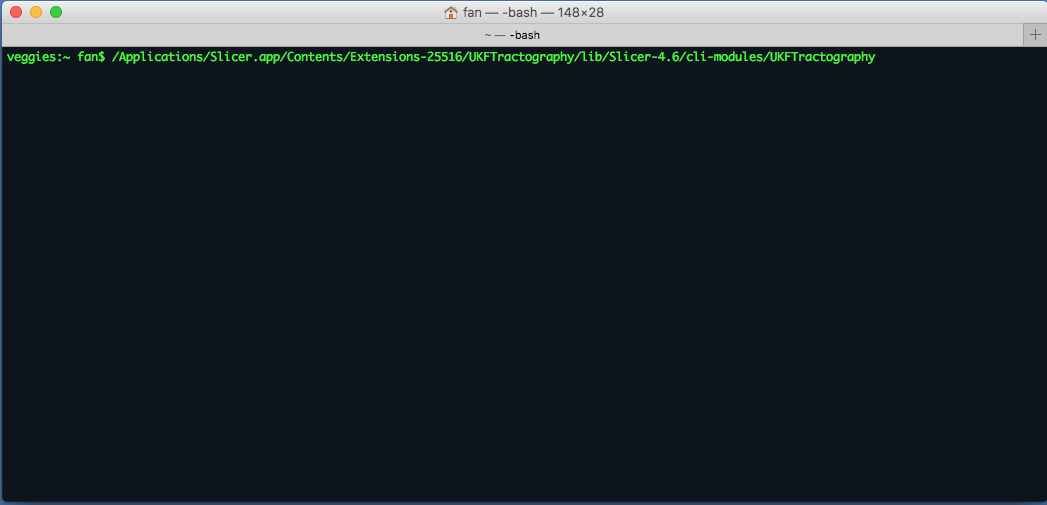 fan — -bash — 148×28
~ — -bash
veggies:~ fan$ /Applications/Slicer.app/Contents/Extensions-25516/UKFTractography/lib/Slicer-4.6/cli-modules/UKFTractography